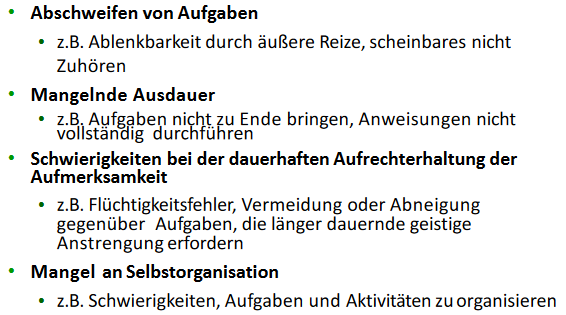 • Abschweifen von Aufgaben
• z.B. Ablenkbarkeit durch äußere Reize, scheinbares nicht
Zuhören
• Mangelnde Ausdauer
• z.B. Aufgaben nicht zu Ende bringen, Anweisungen nicht
vollständig durchführen
• Schwierigkeiten bei der dauerhaften Aufrechterhaltung der
Aufmerksamkeit
• z.B. Flüchtigkeitsfehler, Vermeidung oder Abneigung
gegenüber Aufgaben, die länger dauernde geistige
Anstrengung erfordern
• Mangel an Selbstorganisation
• z.B. Schwierigkeiten, Aufgaben und Aktivitäten zu organisieren